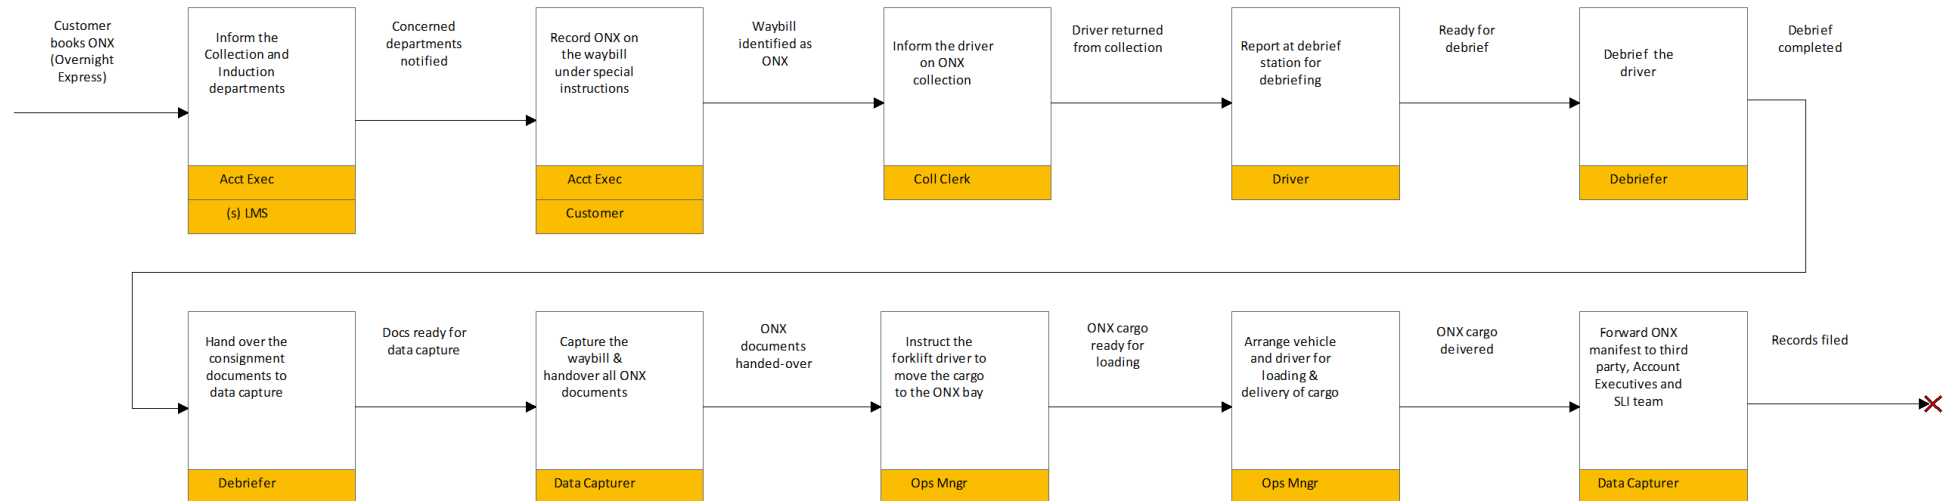 Customer
books ONX
(Overnight
Express)
Inform the
Collection and
Induction
departments
Acct Exec
(s) LMS
Concerned
departments
notified
Record ONX on
the waybill
under special
instructions
Acct Exec
Customer
Waybill
identified as
ONX
Inform the driver
on ONX
collection
Coll Clerk
Driver returned
from collection
Report at debrief
station for
debriefing
Driver
Ready for
debrief
Debrief the
driver
Debriefer
Debrief
completed
Hand over the
consignment
documents to
data capture
Debriefer
Docs ready for
data capture
Capture the
waybill &
handover all ONX
documents
Data Capturer
ONX
documents
handed-over
Instruct the
forklift driver to
move the cargo
to the ONX bay
Ops Mngr
ONX cargo
ready for
loading
Arrange vehicle
and driver for
loading &
delivery of cargo
Ops Mngr
ONX cargo
deivered
Forward ONX
manifest to third
party, Account
Executives and
SLI team
Data Capturer
Records filed